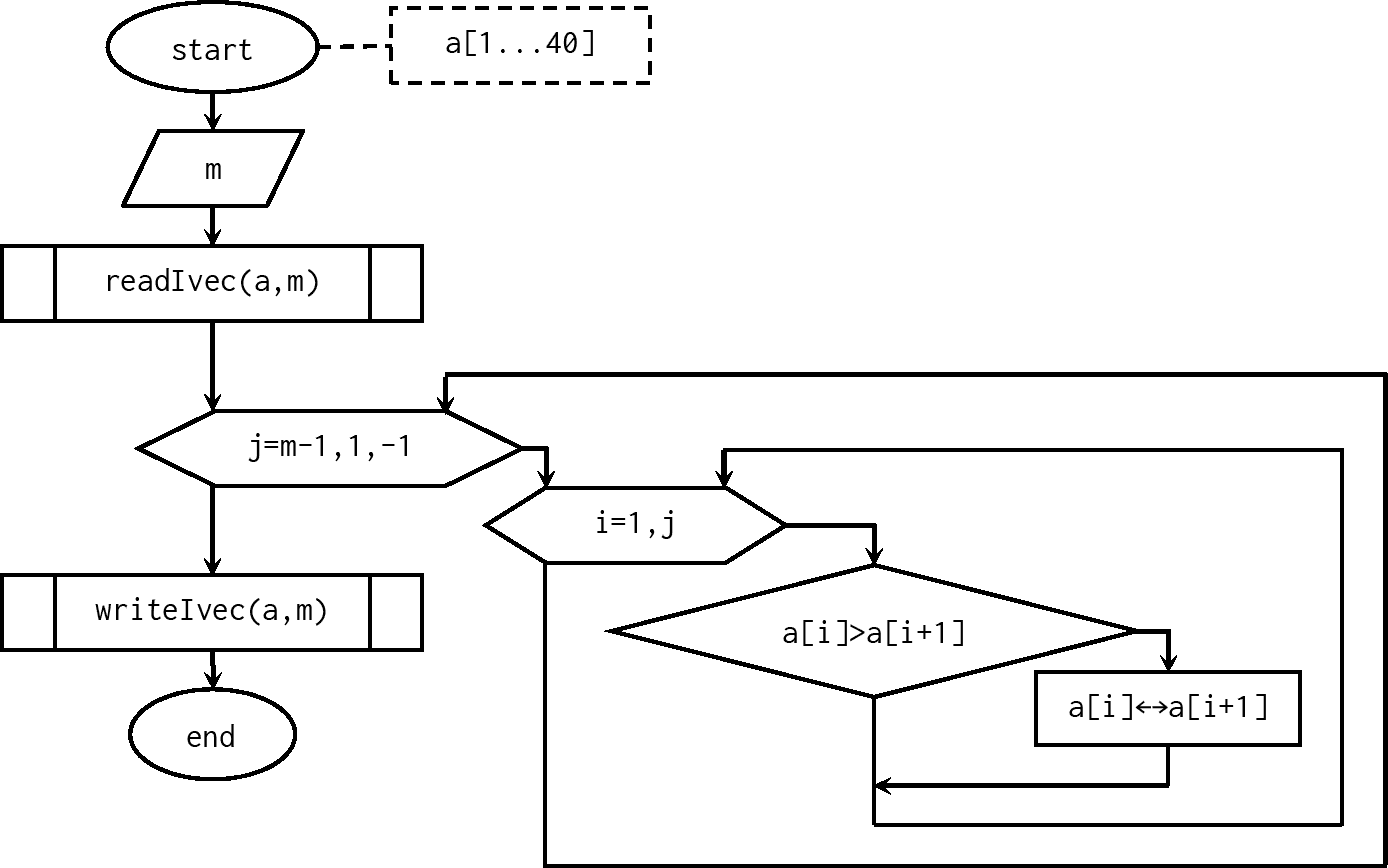 start
a[1...40]
m
readIvec(a,m)
j=m-1,1,-1
i=1,j
a[i]>a[i+1]
a[i]↔a[i+1]
writeIvec(a,m)
end